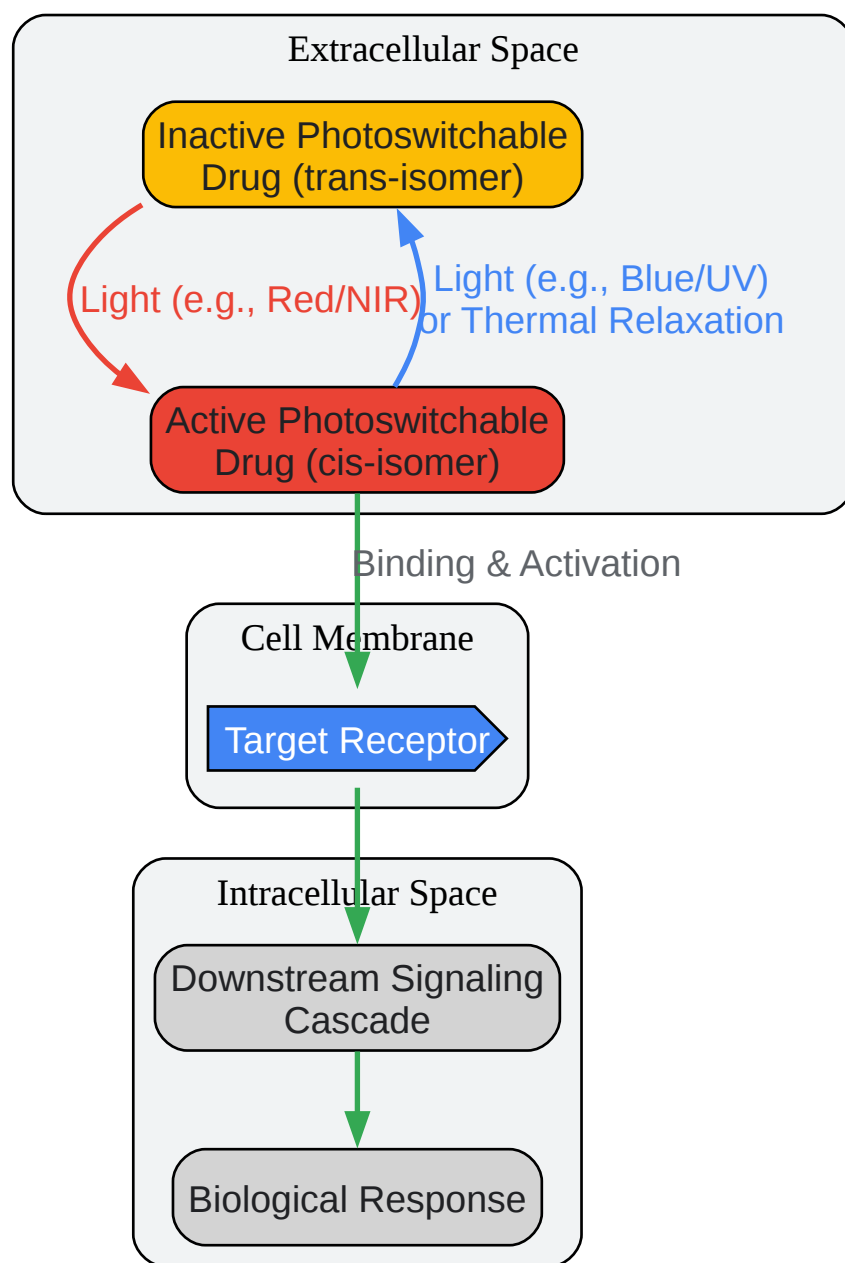 Extracellular Space
Inactive Photoswitchable
Drug (trans-isomer)
Light (e.g., Red/NIR)
Light (e.g., Blue/UV)
or Thermal Relaxation
Active Photoswitchable
Drug (cis-isomer)
Binding & Activation
Cell Membrane
Target Receptor
Intracellular Space
Downstream Signaling
Cascade
Biological Response